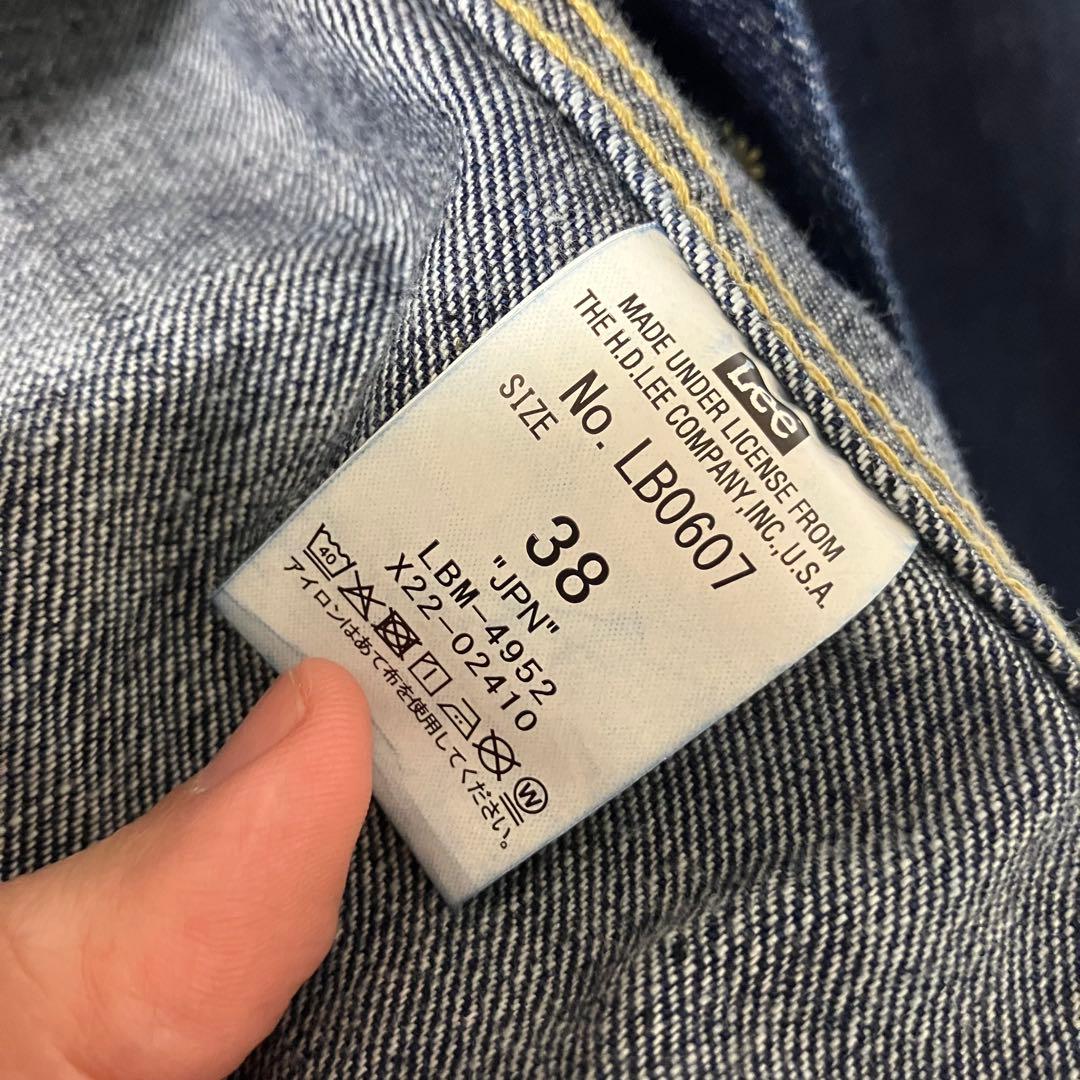 Lee
MADE UNDER LICENSE FROM
THE H.D.LEE COMPANY,INC.,U.S.A.
No. LB0607
SIZE
38
"JPN"
LBM-4952
X22-02410
40
1
W
アイロンはあて布を使用してください。